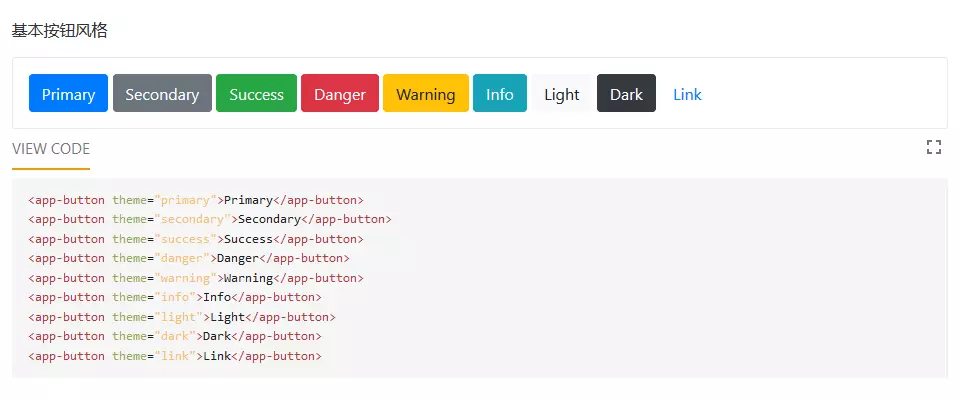 基本按钮风格
Primary Secondary Success Danger Warning Info Light Dark Link
VIEW CODE
<app-button theme="primary">Primary</app-button>
<app-button theme="secondary">Secondary</app-button>
<app-button theme="success">Success</app-button>
<app-button theme="danger">Danger</app-button>
<app-button theme="warning">Warning</app-button>
<app-button theme="info">Info</app-button>
<app-button theme="light">Light</app-button>
<app-button theme="dark">Dark</app-button>
<app-button theme="link">Link</app-button>